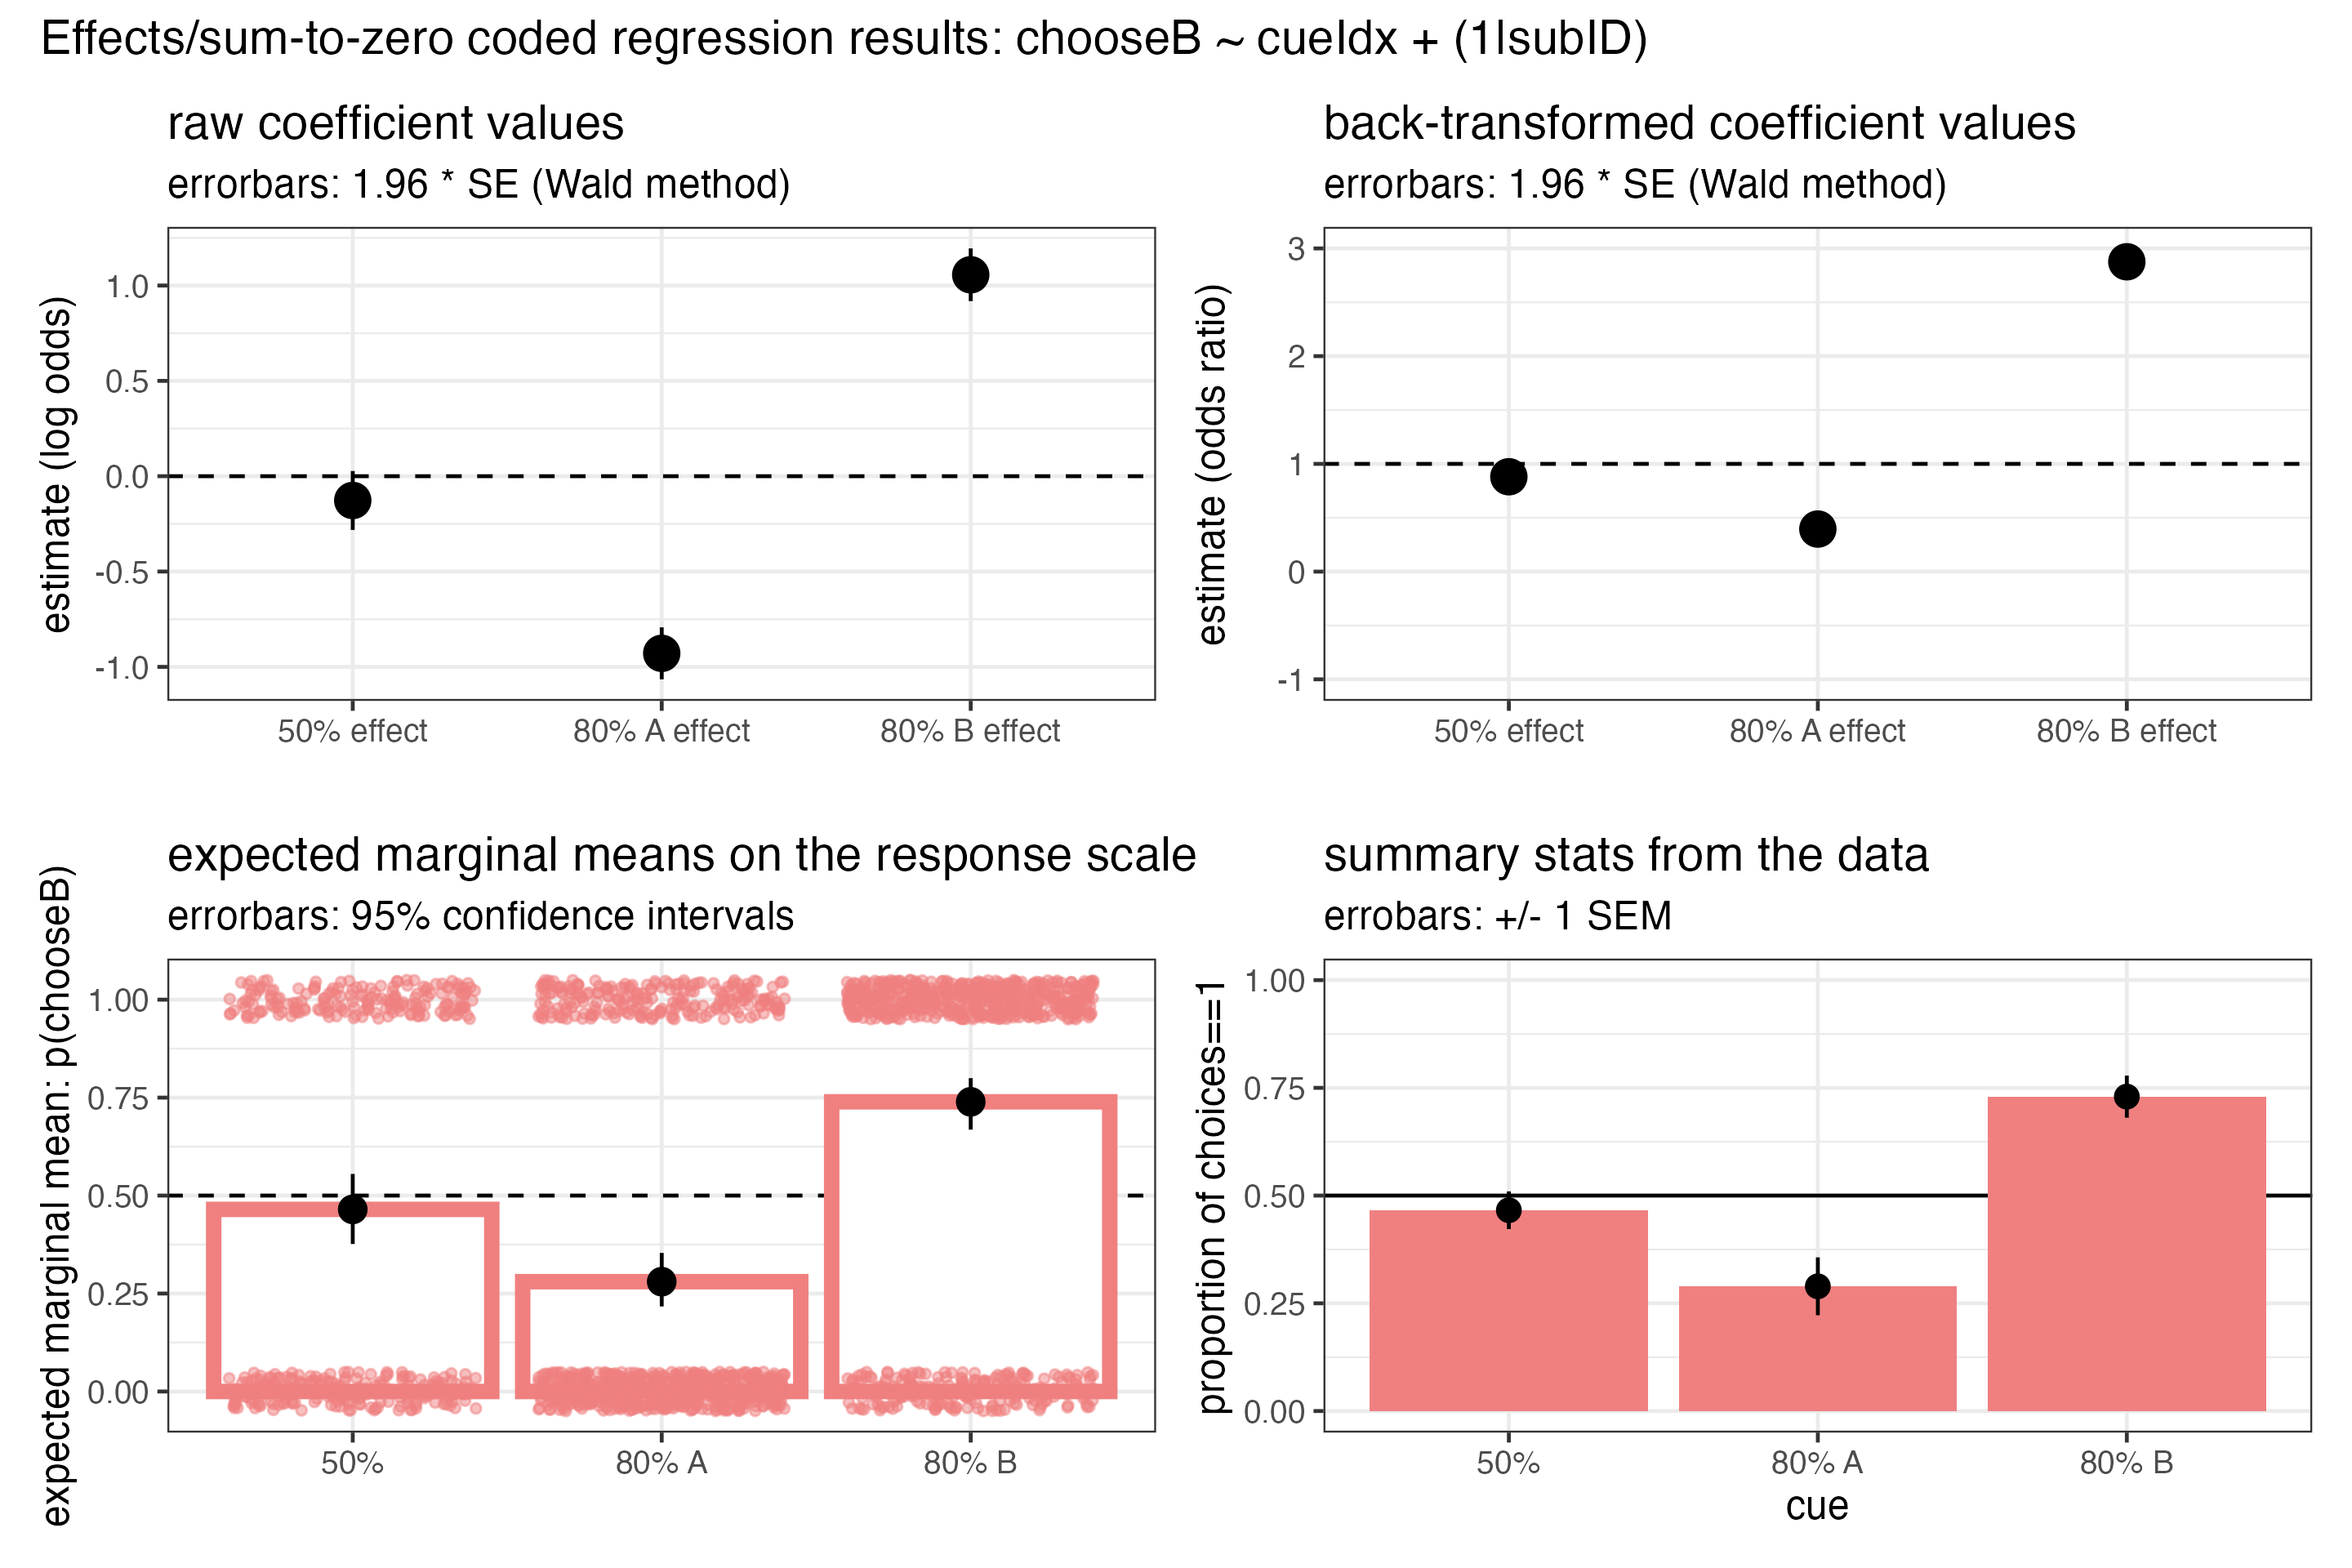 Effects/sum-to-zero coded regression results: chooseB ~ cueIdx + (1|subID)
raw coefficient values
errorbars: 1.96 * SE (Wald method)
estimate (log odds)
1.0
0.5
0.0
-0.5
-1.0
50% effect
80% A effect
80% B effect
back-transformed coefficient values
errorbars: 1.96 * SE (Wald method)
estimate (odds ratio)
3
2
1
0
-1
50% effect
80% A effect
80% B effect
expected marginal means on the response scale
errorbars: 95% confidence intervals
expected marginal mean: p(chooseB)
1.00
0.75
0.50
0.25
0.00
50%
80% A
80% B
summary stats from the data
errobars: +/- 1 SEM
proportion of choices==1
1.00
0.75
0.50
0.25
0.00
50%
80% A
80% B
cue